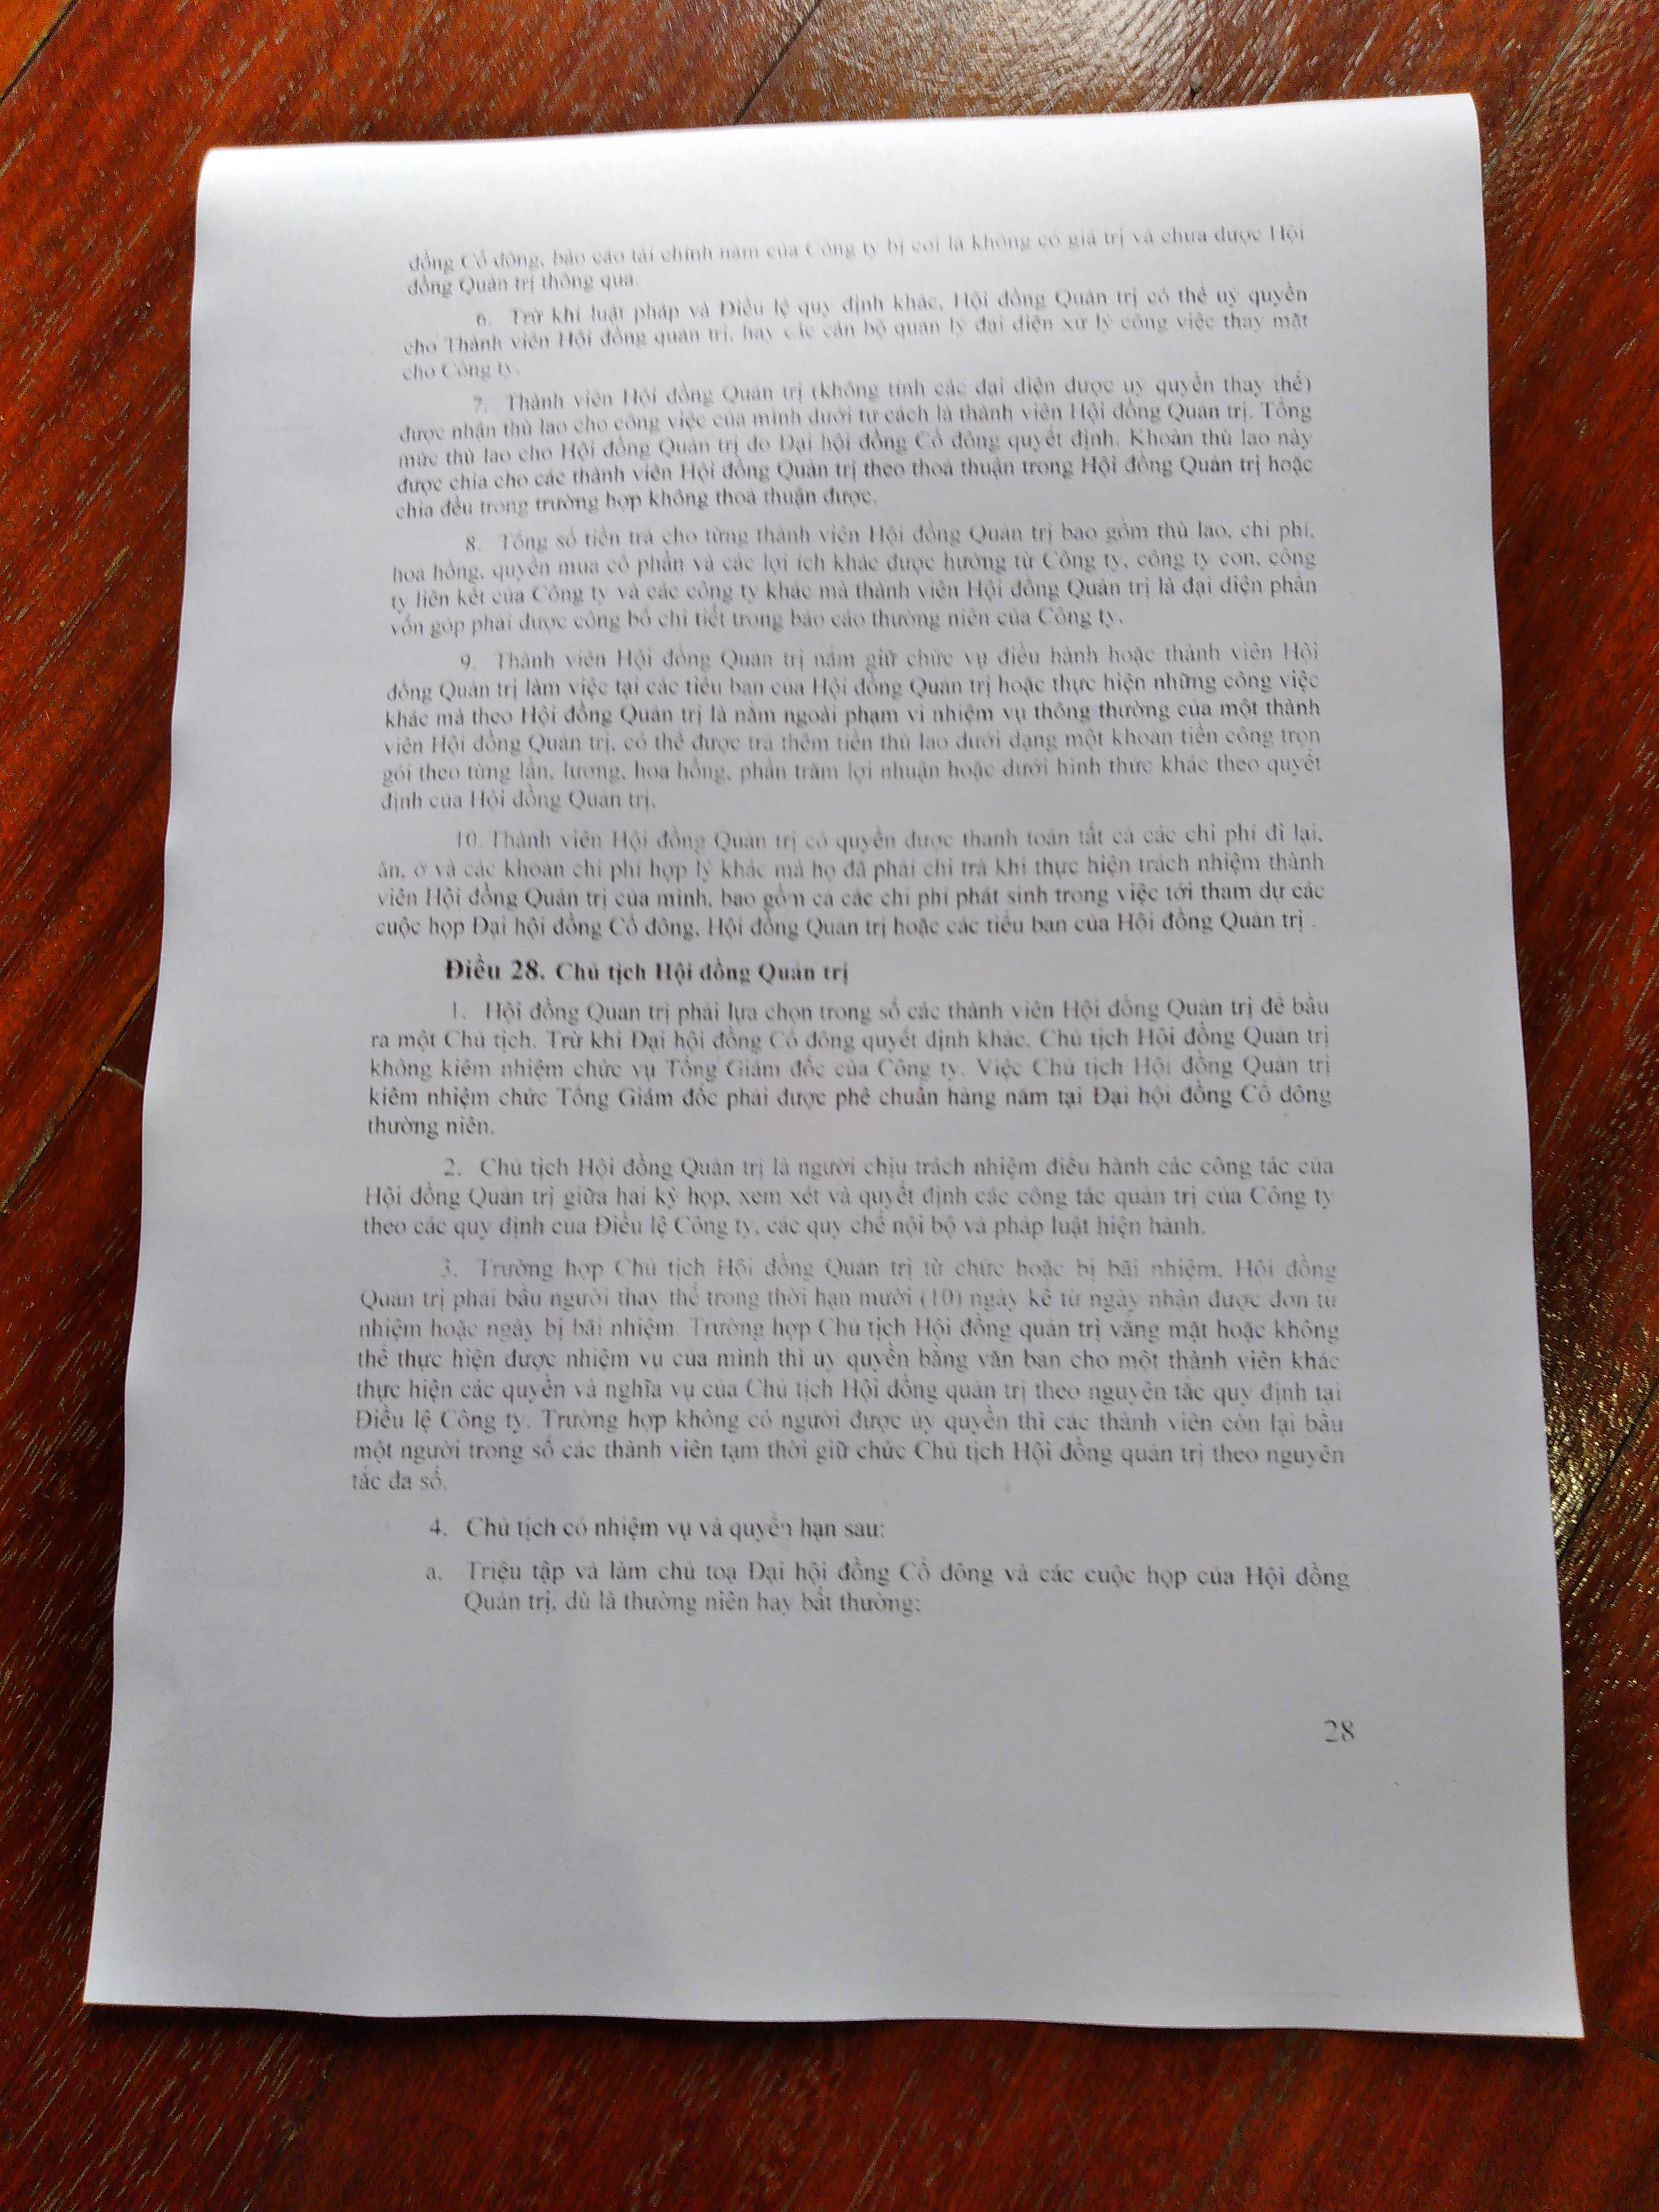 đồng Cổ đông, báo cáo tài chính năm của Công ty bị coi là không có giá trị và chưa được Hội
đồng Quản trị thông qua.
6. Trừ khi luật pháp và Điều lệ quy định khác, Hội đồng Quản trị có thể uỷ quyền
cho Thành viên Hội đồng quản trị, hay các cán bộ quản lý đại diện xử lý công việc thay mặt
cho Công ty.
7. Thành viên Hội đồng Quản trị (không tính các đại diện được uỷ quyền thay thế)
được nhận thù lao cho công việc của mình dưới tư cách là thành viên Hội đồng Quản trị. Tổng
mức thù lao cho Hội đồng Quản trị do Đại hội đồng Cổ đông quyết định. Khoản thù lao này
được chia cho các thành viên Hội đồng Quản trị theo thoả thuận trong Hội đồng Quản trị hoặc
chia đều trong trường hợp không thoả thuận được.
8. Tổng số tiền trả cho từng thành viên Hội đồng Quản trị bao gồm thù lao, chi phí,
hoa hồng, quyền mua cổ phần và các lợi ích khác được hưởng từ Công ty, công ty con, công
ty liên kết của Công ty và các công ty khác mà thành viên Hội đồng Quản trị là đại diện phần
vốn góp phải được công bố chi tiết trong báo cáo thường niên của Công ty.
9. Thành viên Hội đồng Quản trị nắm giữ chức vụ điều hành hoặc thành viên Hội
đồng Quản trị làm việc tại các tiểu ban của Hội đồng Quản trị hoặc thực hiện những công việc
khác mà theo Hội đồng Quản trị là nằm ngoài phạm vi nhiệm vụ thông thường của một thành
viên Hội đồng Quản trị, có thể được trả thêm tiền thù lao dưới dạng một khoản tiền công trọn
gói theo từng lần, lương, hoa hồng, phần trăm lợi nhuận hoặc dưới hình thức khác theo quyết
định của Hội đồng Quản trị.
10. Thành viên Hội đồng Quản trị có quyền được thanh toán tất cả các chi phí đi lại,
ăn, ở và các khoản chi phí hợp lý khác mà họ đã phải chi trả khi thực hiện trách nhiệm thành
viên Hội đồng Quản trị của mình, bao gồm cả các chi phí phát sinh trong việc tới tham dự các
cuộc họp Đại hội đồng Cổ đông, Hội đồng Quản trị hoặc các tiểu ban của Hôi đồng Quản trị .
Điều 28. Chủ tịch Hội đồng Quản trị
1. Hội đồng Quản trị phải lựa chọn trong số các thành viên Hội đồng Quản trị để bầu
ra một Chủ tịch. Trừ khi Đại hội đồng Cổ đông quyết định khác, Chủ tịch Hội đồng Quản trị
không kiêm nhiệm chức vụ Tổng Giám đốc của Công ty. Việc Chủ tịch Hội đồng Quản trị
kiêm nhiệm chức Tổng Giám đốc phải được phê chuẩn hàng năm tại Đại hội đồng Cổ đông
thường niên.
2. Chủ tịch Hội đồng Quản trị là người chịu trách nhiệm điều hành các công tác của
Hội đồng Quản trị giữa hai kỳ họp, xem xét và quyết định các công tác quản trị của Công ty
theo các quy định của Điều lệ Công ty, các quy chế nội bộ và pháp luật hiện hành.
3. Trường hợp Chủ tịch Hội đồng Quản trị từ chức hoặc bị bãi nhiệm, Hội đồng
Quản trị phải bầu người thay thế trong thời hạn mười (10) ngày kể từ ngày nhận được đơn từ
nhiệm hoặc ngày bị bãi nhiệm. Trường hợp Chủ tịch Hội đồng quản trị vắng mặt hoặc không
thể thực hiện được nhiệm vụ của mình thì ủy quyền bằng văn bản cho một thành viên khác
thực hiện các quyền và nghĩa vụ của Chủ tịch Hội đồng quản trị theo nguyên tắc quy định tại
Điều lệ Công ty. Trường hợp không có người được ủy quyền thì các thành viên còn lại bầu
một người trong số các thành viên tạm thời giữ chức Chủ tịch Hội đồng quản trị theo nguyên
tắc đa số.
4. Chủ tịch có nhiệm vụ và quyền hạn sau:
a. Triệu tập và làm chủ toạ Đại hội đồng Cổ đông và các cuộc họp của Hội đồng
Quản trị, dù là thường niên hay bất thường;
28